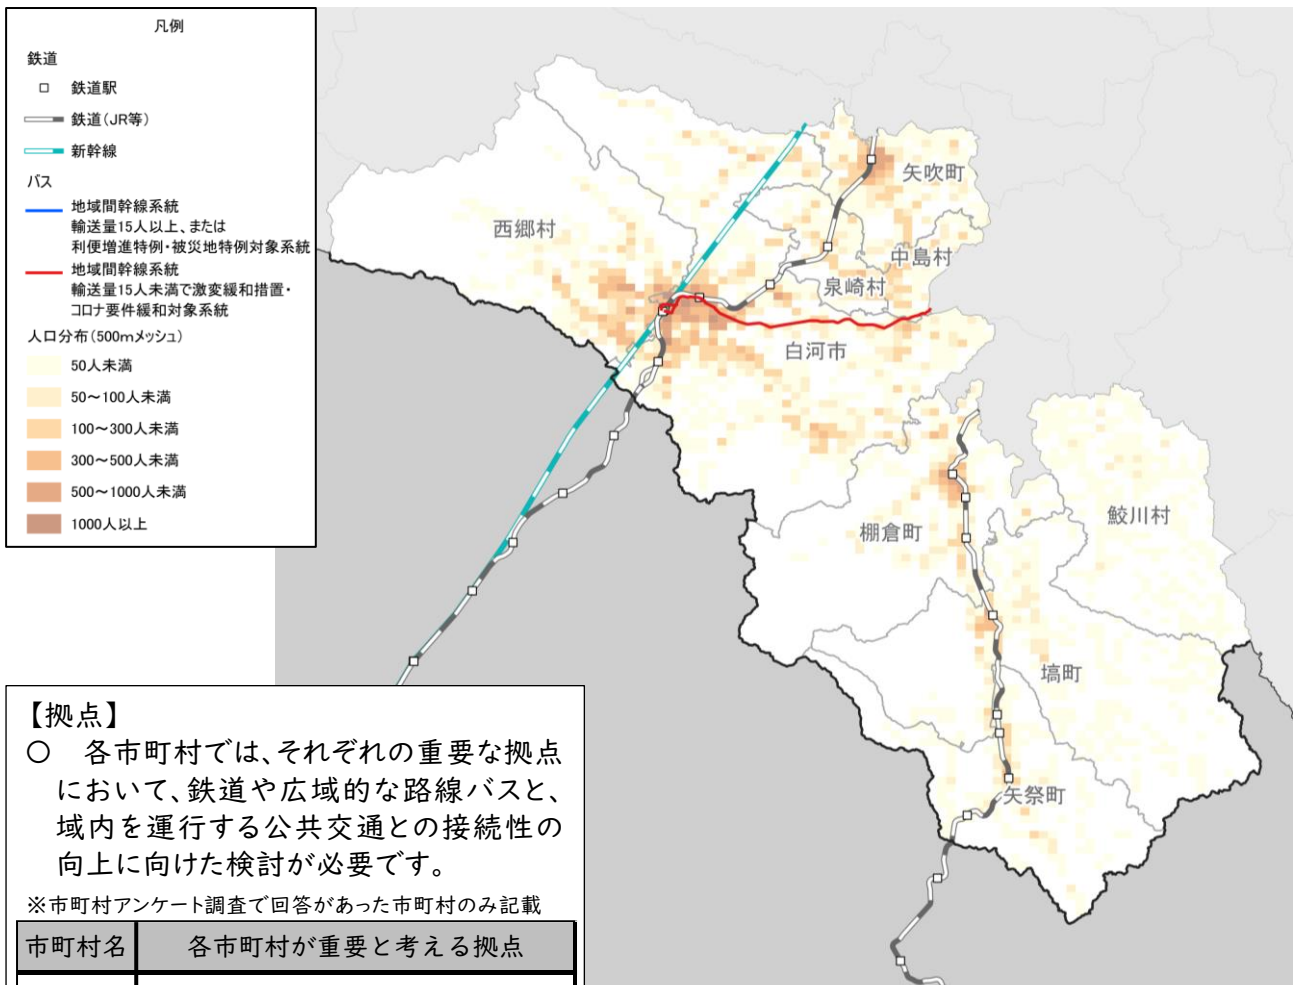 凡例
鉄道
鉄道駅
鉄道(JR等)
新幹線
バス
地域間幹線系統
輸送量15人以上、または
利便増進特例・被災地特例対象系統
地域間幹線系統
輸送量15人未満で激変緩和措置・
コロナ要件緩和対象系統
人口分布(500mメッシュ)
50人未満
50～100人未満
100～300人未満
300～500人未満
500～1000人未満
1000人以上
矢吹町
西郷村
中島村
泉崎村
白河市
鮫川村
棚倉町
塙町
矢祭町
【拠点】
○ 各市町村では、それぞれの重要な拠点
において、鉄道や広域的な路線バスと、
域内を運行する公共交通との接続性の
向上に向けた検討が必要です。
※市町村アンケート調査で回答があった市町村のみ記載
市町村名 各市町村が重要と考える拠点